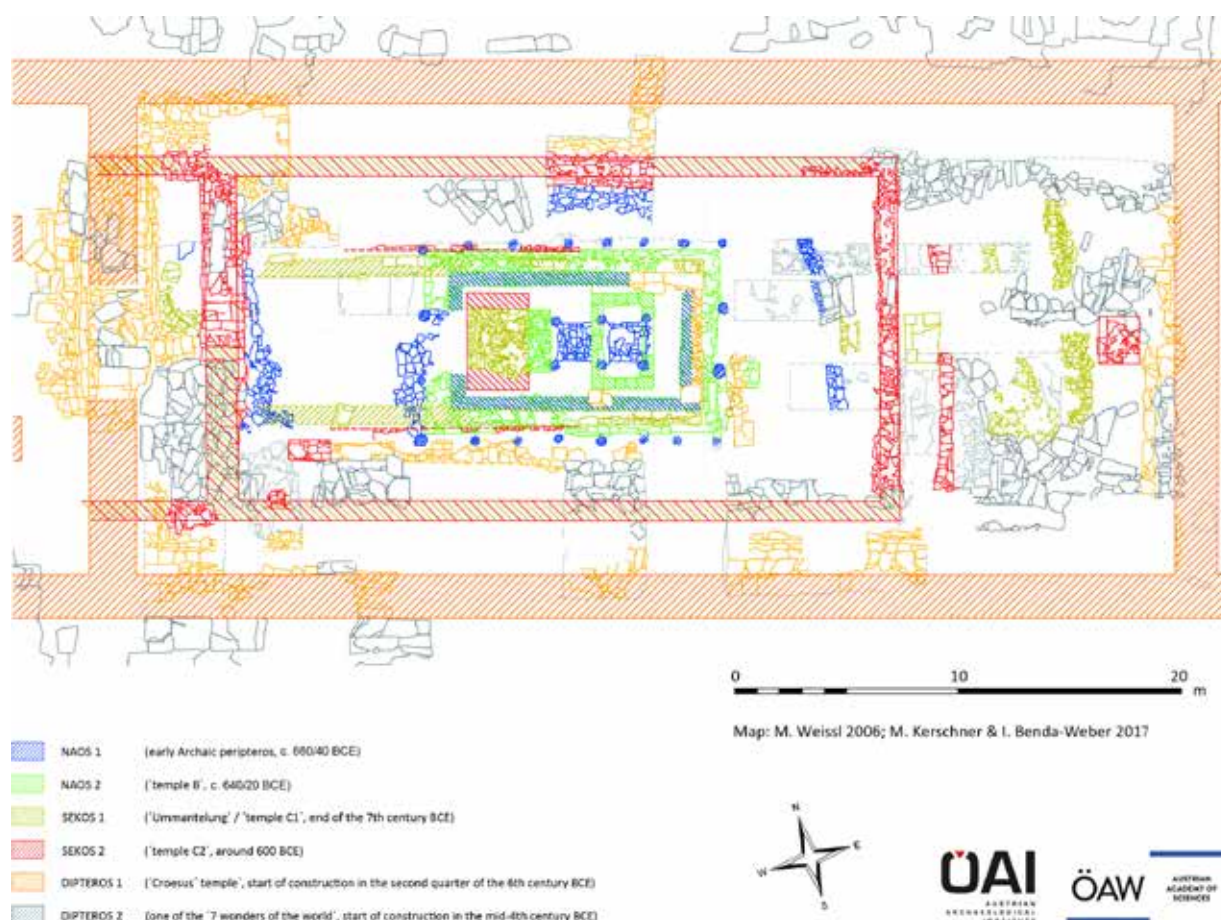 0 10 20 m
Map: M. Weissl 2006; M. Kerschner & I. Benda-Weber 2017
NAOS 1 (early Archaic peripteros, c. 660/40 BCE)
NAOS 2 ('temple B', c. 640/20 BCE)
SEKOS 1 ('Ummantelung' / 'temple C1', end of the 7th century BCE)
SEKOS 2 ('temple C2', around 600 BCE)
DIPTEROS 1 ('Croesus' temple', start of construction in the second quarter of the 6th century BCE)
DIPTEROS 2 (one of the '7 wonders of the world', start of construction in the mid-4th century BCE)
N
E
W
S
ÖAI
AUSTRIAN
ARCHAEOLOGICAL
ÖAW
AUSTRIAN
ACADEMY OF
SCIENCES